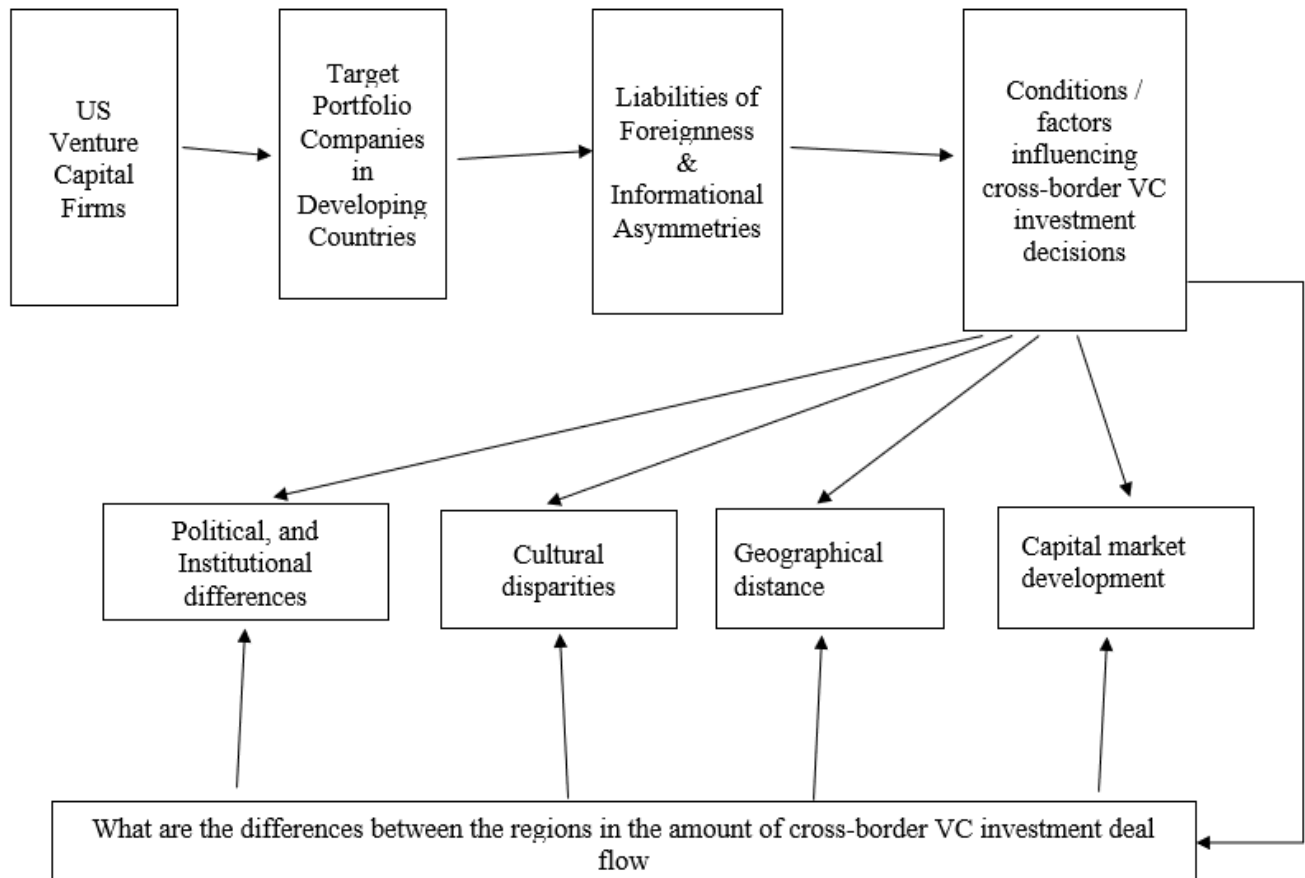 US
Venture
Capital
Firms
Target
Portfolio
Companies
in
Developing
Countries
Liabilities of
Foreignness
&
Informational
Asymmetries
Conditions /
factors
influencing
cross-border VC
investment
decisions
Political, and
Institutional
differences
Cultural
disparities
Geographical
distance
Capital market
development
What are the differences between the regions in the amount of cross-border VC investment deal
flow